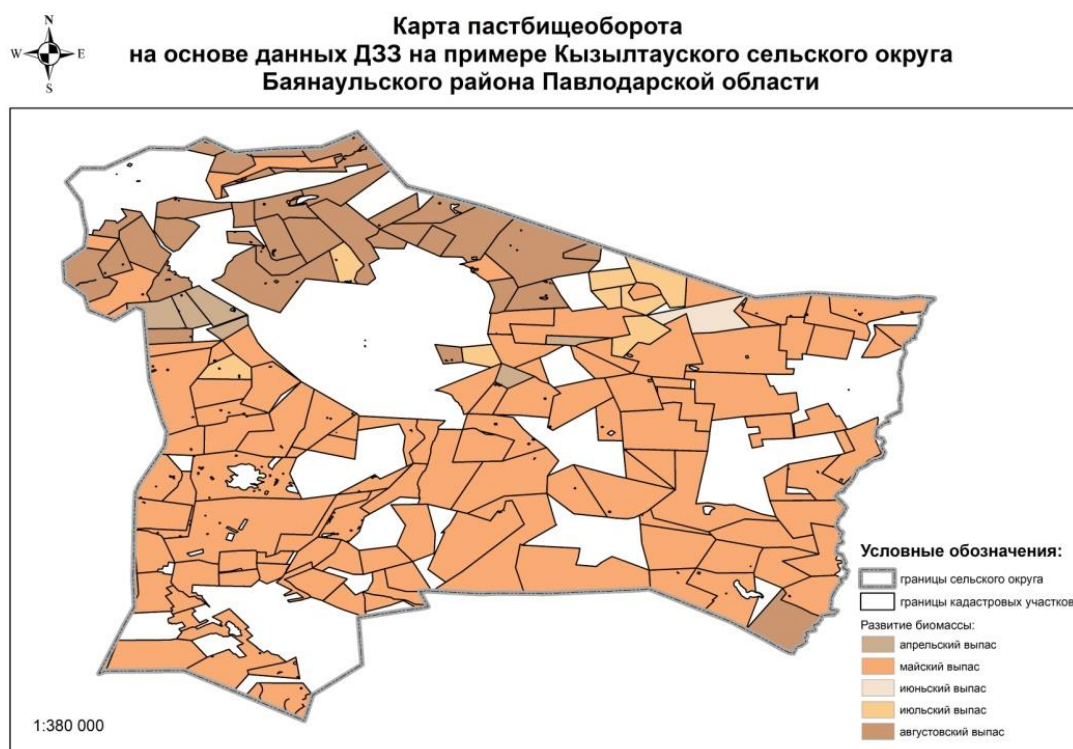 Карта пастбищеоборота
на основе данных ДЗЗ на примере Кызылтауского сельского округа
Баянаульского района Павлодарской области
N
W E
S
Условные обозначения:
границы сельского округа
границы кадастровых участков
Развитие биомассы:
апрельский выпас
майский выпас
июньский выпас
июльский выпас
августовский выпас
1:380 000